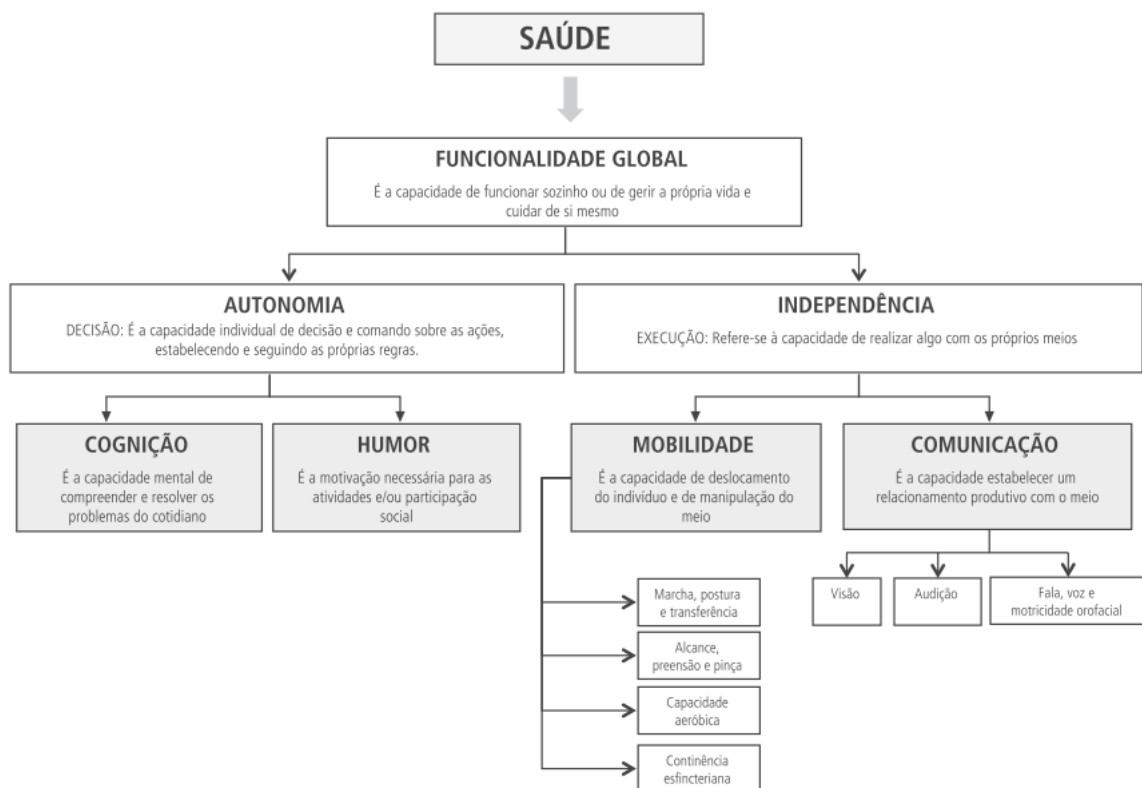 SAÚDE
FUNCIONALIDADE GLOBAL
É a capacidade de funcionar sozinho ou de gerir a própria vida e
cuidar de si mesmo
AUTONOMIA
DECISÃO: É a capacidade individual de decisão e comando sobre as ações,
estabelecendo e seguindo as próprias regras.
INDEPENDÊNCIA
EXECUÇÃO: Refere-se à capacidade de realizar algo com os próprios meios
COGNIÇÃO
É a capacidade mental de
compreender e resolver os
problemas do cotidiano
HUMOR
É a motivação necessária para as
atividades e/ou participação
social
MOBILIDADE
É a capacidade de deslocamento
do indivíduo e de manipulação do
meio
COMUNICAÇÃO
É a capacidade estabelecer um
relacionamento produtivo com o meio
Marcha, postura
e transferência
Alcance,
preensão e pinça
Capacidade
aeróbica
Continência
esfincteriana
Visão
Audição
Fala, voz e
motricidade orofacial